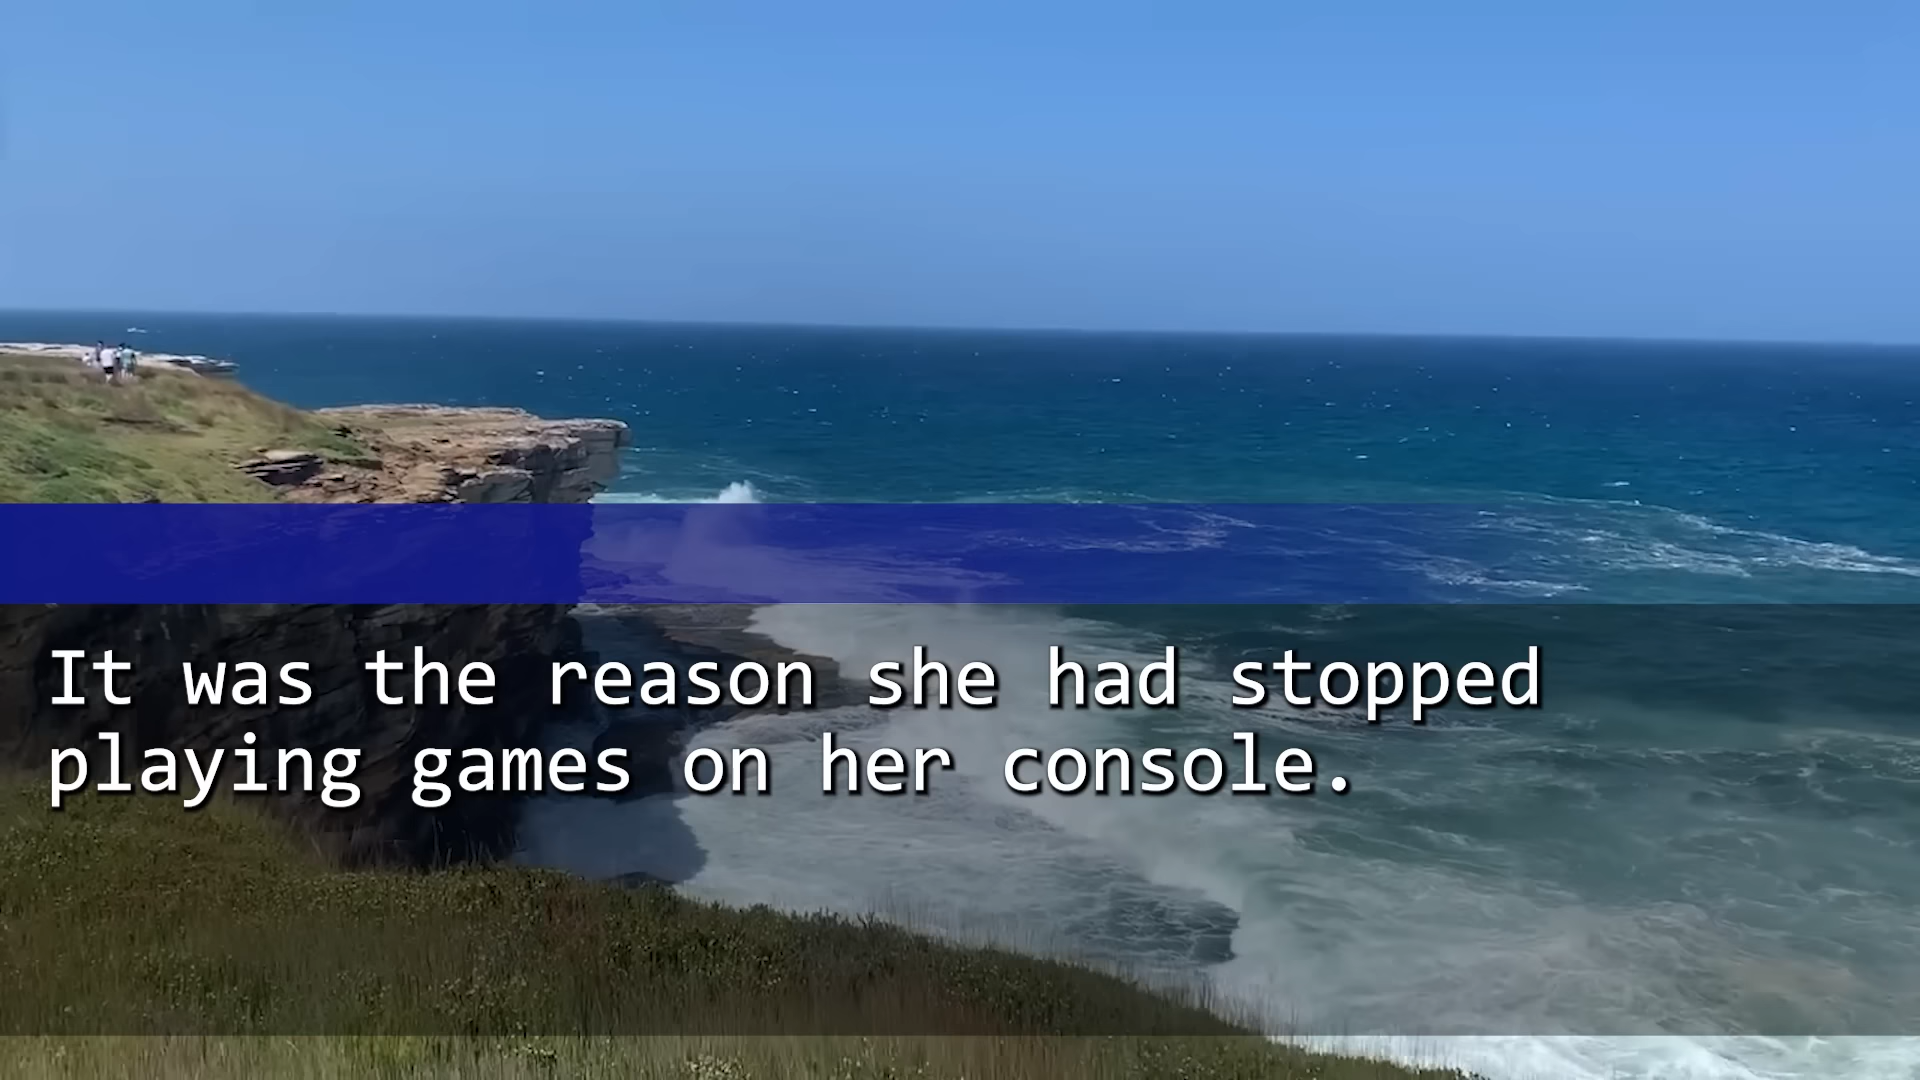 It was the reason she had stopped
playing games on her console.